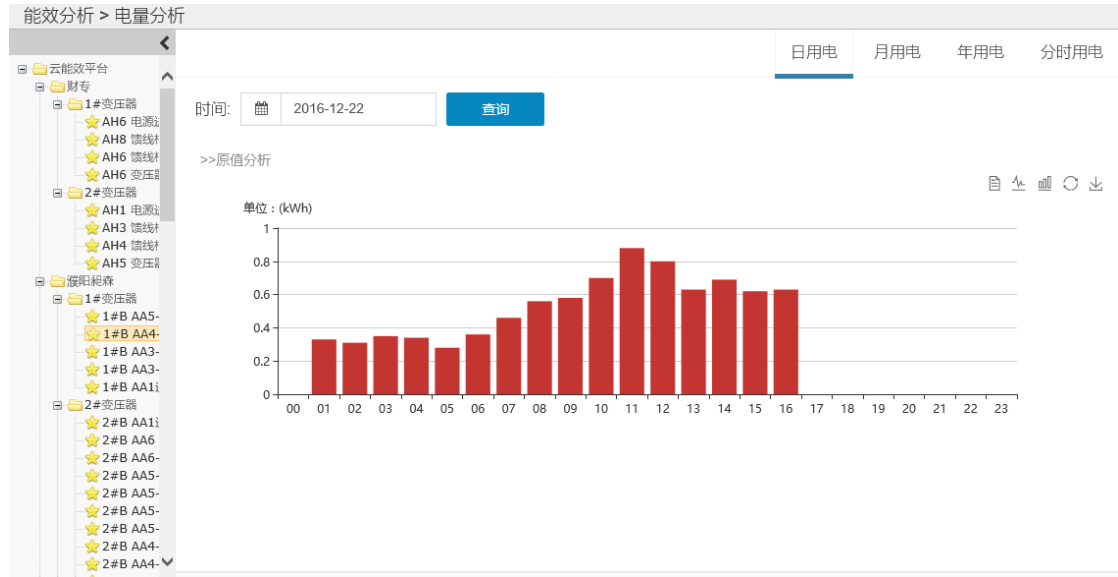 能效分析 > 电量分析
日用电 月用电 年用电 分时用电
云能效平台
财专
1#变压器
AH6 电源
AH8 馈线
AH6 馈线
AH6 变压器
2#变压器
AH1 电源
AH3 馈线
AH4 馈线
AH5 变压器
濮阳昶森
1#变压器
1#B AA5-
1#B AA4-
1#B AA3-
1#B AA3-
1#B AA1
2#变压器
2#B AA1
2#B AA6
2#B AA6-
2#B AA5-
2#B AA5-
2#B AA5-
2#B AA5-
2#B AA4-
2#B AA4-
时间: 2016-12-22 查询
>>原值分析
单位：(kWh)
1
0.8
0.6
0.4
0.2
0
00 01 02 03 04 05 06 07 08 09 10 11 12 13 14 15 16 17 18 19 20 21 22 23